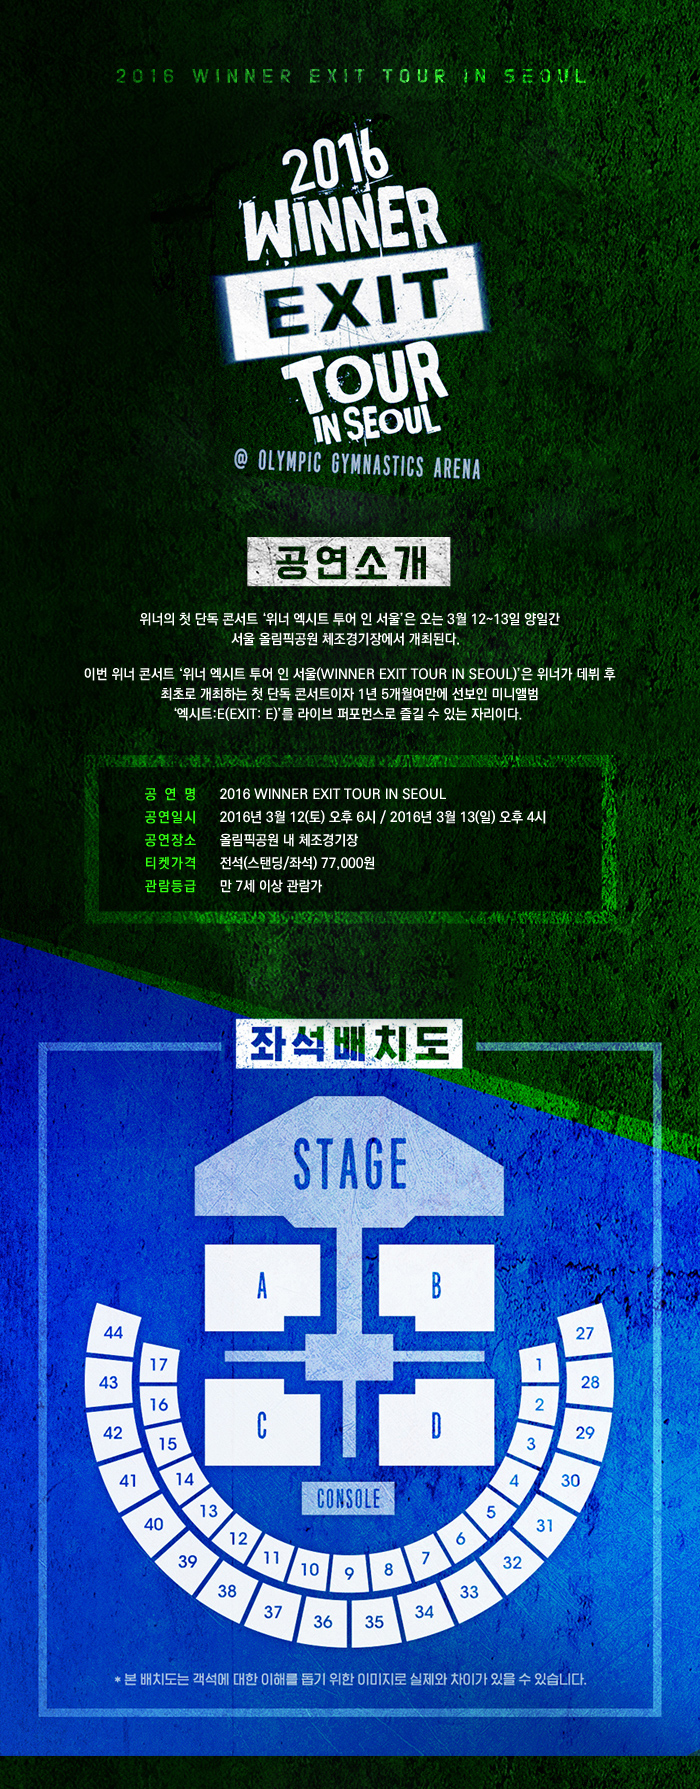 2016 WINNER EXIT TOUR IN SEOUL
2016
WINNER
EXIT
TOUR
IN SEOUL
@ OLYMPIC GYMNASTICS ARENA
공연소개
위너의 첫 단독 콘서트 ‘위너 엑시트 투어 인 서울’은 오는 3월 12~13일 양일간
서울 올림픽공원 체조경기장에서 개최된다.
이번 위너 콘서트 ‘위너 엑시트 투어 인 서울(WINNER EXIT TOUR IN SEOUL)’은 위너가 데뷔 후
최초로 개최하는 첫 단독 콘서트이자 1년 5개월여만에 선보인 미니앨범
‘엑시트:E(EXIT: E)’를 라이브 퍼포먼스로 즐길 수 있는 자리이다.
공 연 명 2016 WINNER EXIT TOUR IN SEOUL
공연일시 2016년 3월 12(토) 오후 6시 / 2016년 3월 13(일) 오후 4시
공연장소 올림픽공원 내 체조경기장
티켓가격 전석(스탠딩/좌석) 77,000원
관람등급 만 7세 이상 관람가
좌석배치도
STAGE
A B
44 27
17 1
43 28
16 2
C D
42 29
15 3
41 14 4 30
CONSOLE
13 5
40 31
12 6
11 7
39 10 9 8 32
38 33
37 34
36 35
* 본 배치도는 객석에 대한 이해를 돕기 위한 이미지로 실제와 차이가 있을 수 있습니다.